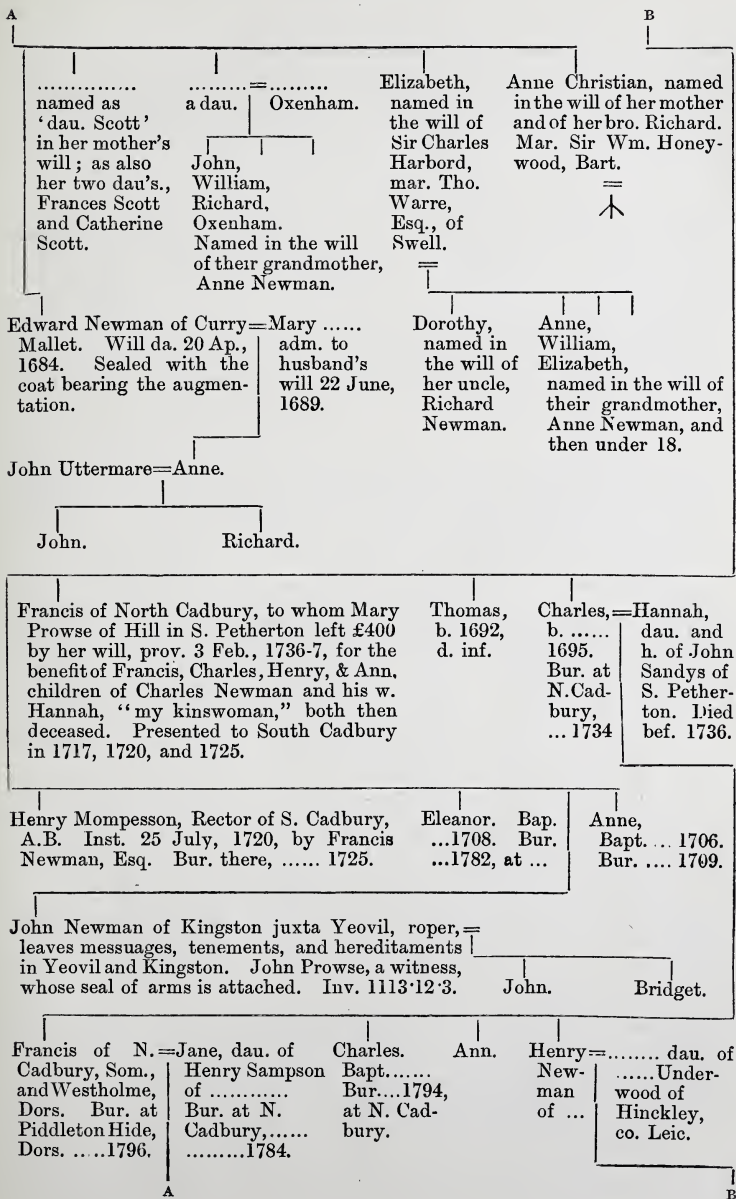 A
B
..............
named as
‘dau. Scott’
in her mother's
will; as also
her two dau's.,
Frances Scott
and Catherine
Scott.
.........=.........
a dau. Oxenham.
John,
William,
Richard,
Oxenham.
Named in the will
of their grandmother,
Anne Newman.
Elizabeth,
named in
the will of
Sir Charles
Harbord,
mar. Tho.
Warre,
Esq., of
Swell.
=
Anne Christian, named
in the will of her mother
and of her bro. Richard.
Mar. Sir Wm. Honey-
wood, Bart.
=
Edward Newman of Curry=Mary ......
Mallet. Will da. 20 Ap.,
1684. Sealed with the
coat bearing the augmen-
tation.
adm. to
husband's
will 22 June,
1689.
Dorothy,
named in
the will of
her uncle,
Richard
Newman.
Anne,
William,
Elizabeth,
named in the will of
their grandmother,
Anne Newman, and
then under 18.
John Uttermare=Anne.
John. Richard.
Francis of North Cadbury, to whom Mary
Prowse of Hill in S. Petherton left £400
by her will, prov. 3 Feb., 1736-7, for the
benefit of Francis, Charles, Henry, & Ann,
children of Charles Newman and his w.
Hannah, “my kinswoman,” both then
deceased. Presented to South Cadbury
in 1717, 1720, and 1725.
Thomas,
b. 1692,
d. inf.
Charles,=Hannah,
b. ......
1695.
Bur. at
N. Cad-
bury,
... 1734
dau. and
h. of John
Sandys of
S. Pether-
ton. Died
bef. 1736.
Henry Mompesson, Rector of S. Cadbury,
A.B. Inst. 25 July, 1720, by Francis
Newman, Esq. Bur. there, ...... 1725.
Eleanor. Bap.
...1708. Bur.
...1782, at ...
Anne,
Bapt. ... 1706.
Bur. .... 1709.
John Newman of Kingston juxta Yeovil, roper,=
leaves messuages, tenements, and hereditaments
in Yeovil and Kingston. John Prowse, a witness,
whose seal of arms is attached. Inv. 1113·12·3.
John. Bridget.
Francis of N.=Jane, dau. of
Cadbury, Som.,
and Westholme,
Dors. Bur. at
Piddleton Hide,
Dors. .....1796.
Henry Sampson
of ............
Bur. at N.
Cadbury,......
.........1784.
Charles.
Bapt.......
Bur....1794,
at N. Cad-
bury.
Ann.
Henry=........ dau. of
New-
man
of ...
......Under-
wood of
Hinckley,
co. Leic.
A
B